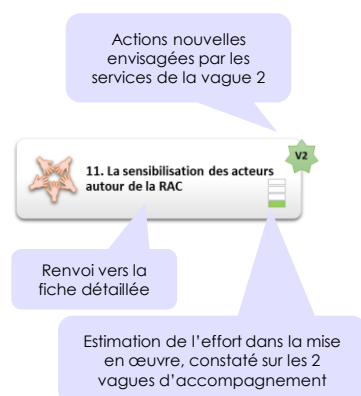 Actions nouvelles
envisagées par les
services de la vague 2
V2
11. La sensibilisation des acteurs
autour de la RAC
Renvoi vers la
fiche détaillée
Estimation de l'effort dans la mise
en œuvre, constaté sur les 2
vagues d'accompagnement